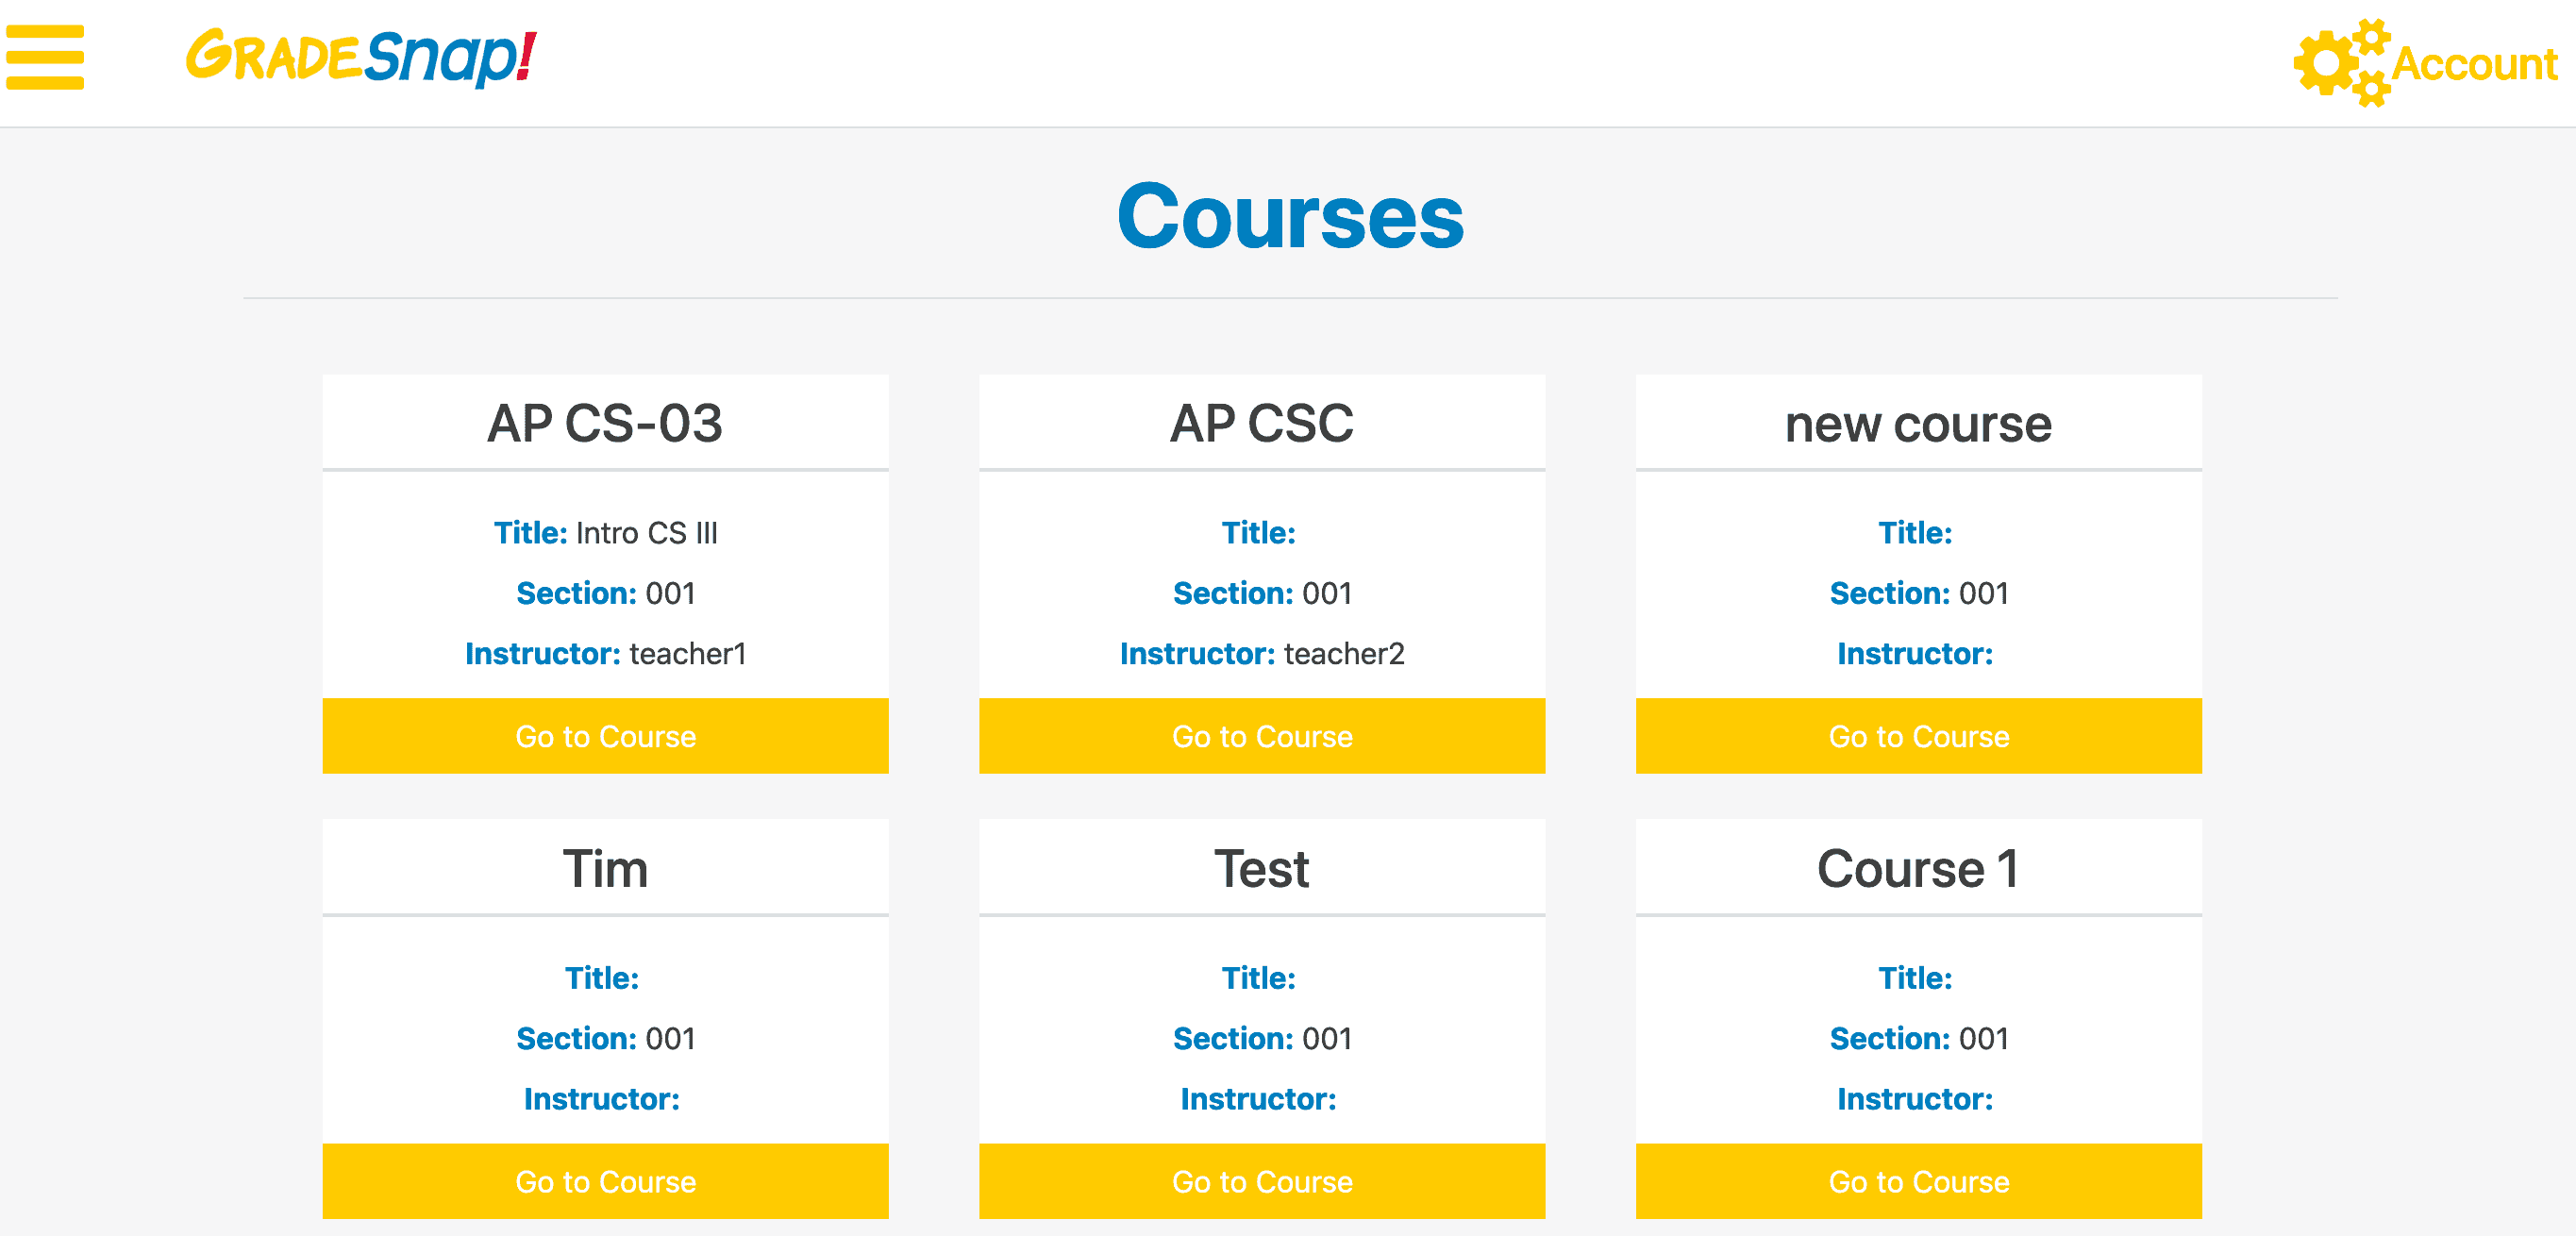 GRADESnap!
Account
Courses
AP CS-03
Title: Intro CS III
Section: 001
Instructor: teacher1
Go to Course
AP CSC
Title:
Section: 001
Instructor: teacher2
Go to Course
new course
Title:
Section: 001
Instructor:
Go to Course
Tim
Title:
Section: 001
Instructor:
Go to Course
Test
Title:
Section: 001
Instructor:
Go to Course
Course 1
Title:
Section: 001
Instructor:
Go to Course